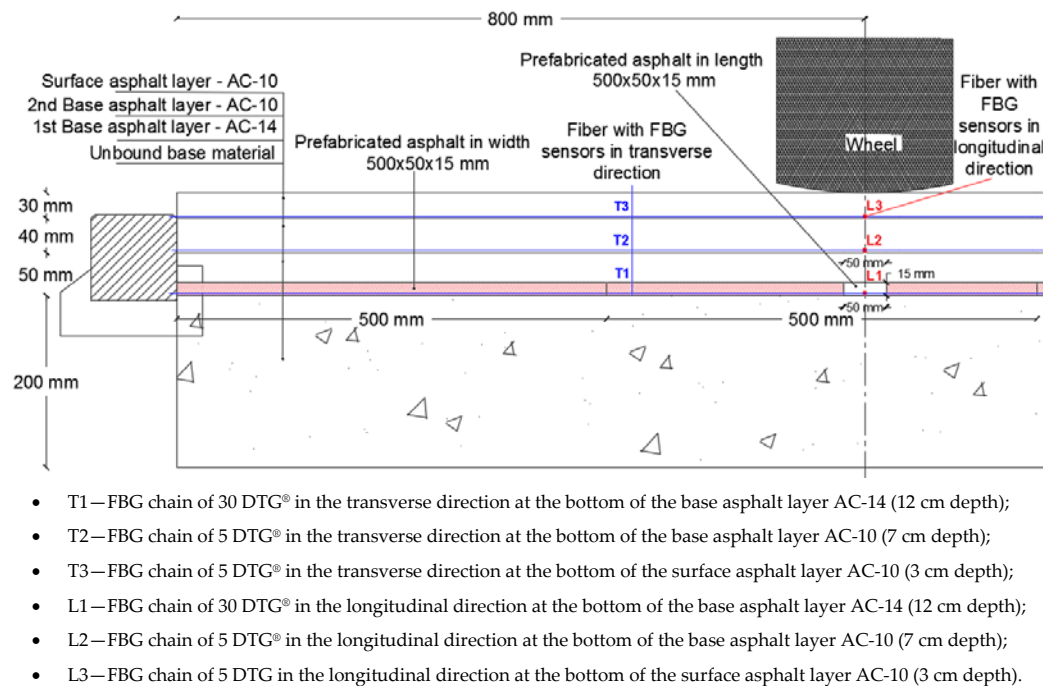 800 mm
Surface asphalt layer - AC-10
2nd Base asphalt layer - AC-10
1st Base asphalt layer - AC-14
Unbound base material
Prefabricated asphalt in width
500x50x15 mm
Fiber with FBG
sensors in transverse
direction
Prefabricated asphalt in length
500x50x15 mm
Wheel
Fiber with
FBG
sensors in
longitudinal
direction
30 mm
40 mm
50 mm
200 mm
T3
T2
T1
L3
L2
50 mm
L1
15 mm
50 mm
500 mm
500 mm
• T1—FBG chain of 30 DTG® in the transverse direction at the bottom of the base asphalt layer AC-14 (12 cm depth);
• T2—FBG chain of 5 DTG® in the transverse direction at the bottom of the base asphalt layer AC-10 (7 cm depth);
• T3—FBG chain of 5 DTG® in the transverse direction at the bottom of the surface asphalt layer AC-10 (3 cm depth);
• L1—FBG chain of 30 DTG® in the longitudinal direction at the bottom of the base asphalt layer AC-14 (12 cm depth);
• L2—FBG chain of 5 DTG® in the longitudinal direction at the bottom of the base asphalt layer AC-10 (7 cm depth);
• L3—FBG chain of 5 DTG in the longitudinal direction at the bottom of the surface asphalt layer AC-10 (3 cm depth).